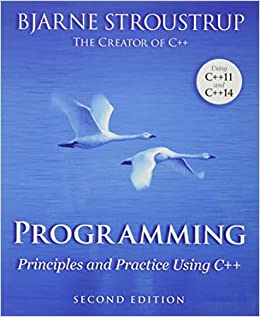 BJARNE STROUSTRUP
THE CREATOR OF C++
Using
C++11
and
C++14
PROGRAMMING
Principles and Practice Using C++
SECOND EDITION